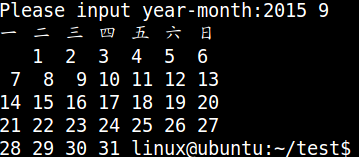 Please input year-month:2015 9
一 二 三 四 五 六 日
   1  2  3  4  5  6
 7  8  9 10 11 12 13
14 15 16 17 18 19 20
21 22 23 24 25 26 27
28 29 30 31 linux@ubuntu:~/test$